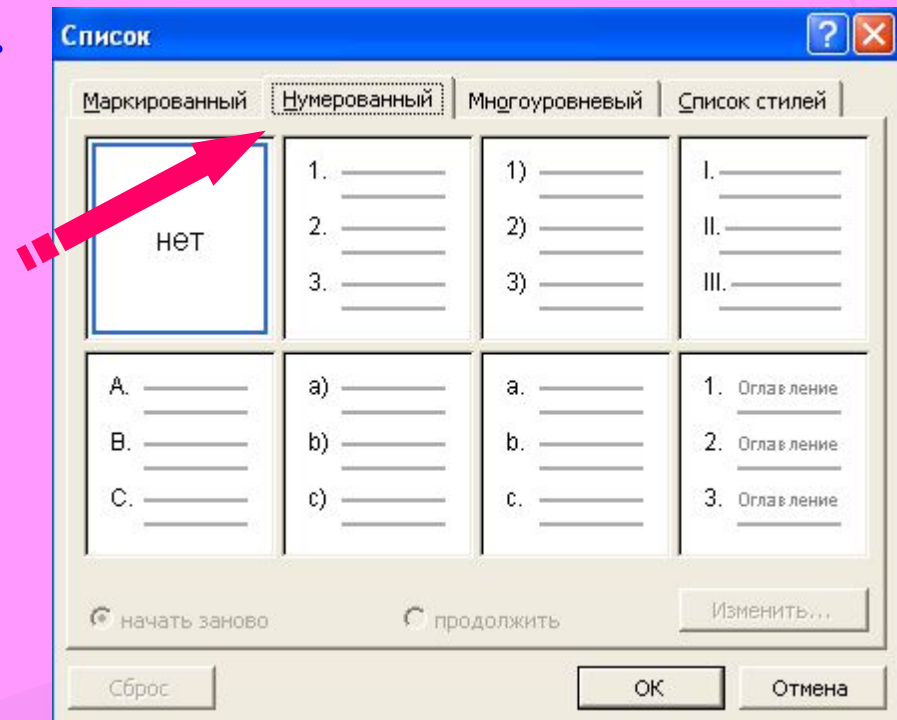 Список
Маркированный Нумерованный Многоуровневый Список стилей
нет
1.
2.
3.
1)
2)
3)
I.
II.
III.
A.
B.
C.
a)
b)
c)
a.
b.
c.
1. Оглавление
2. Оглавление
3. Оглавление
начать заново продолжить Изменить...
Сброс ОК Отмена